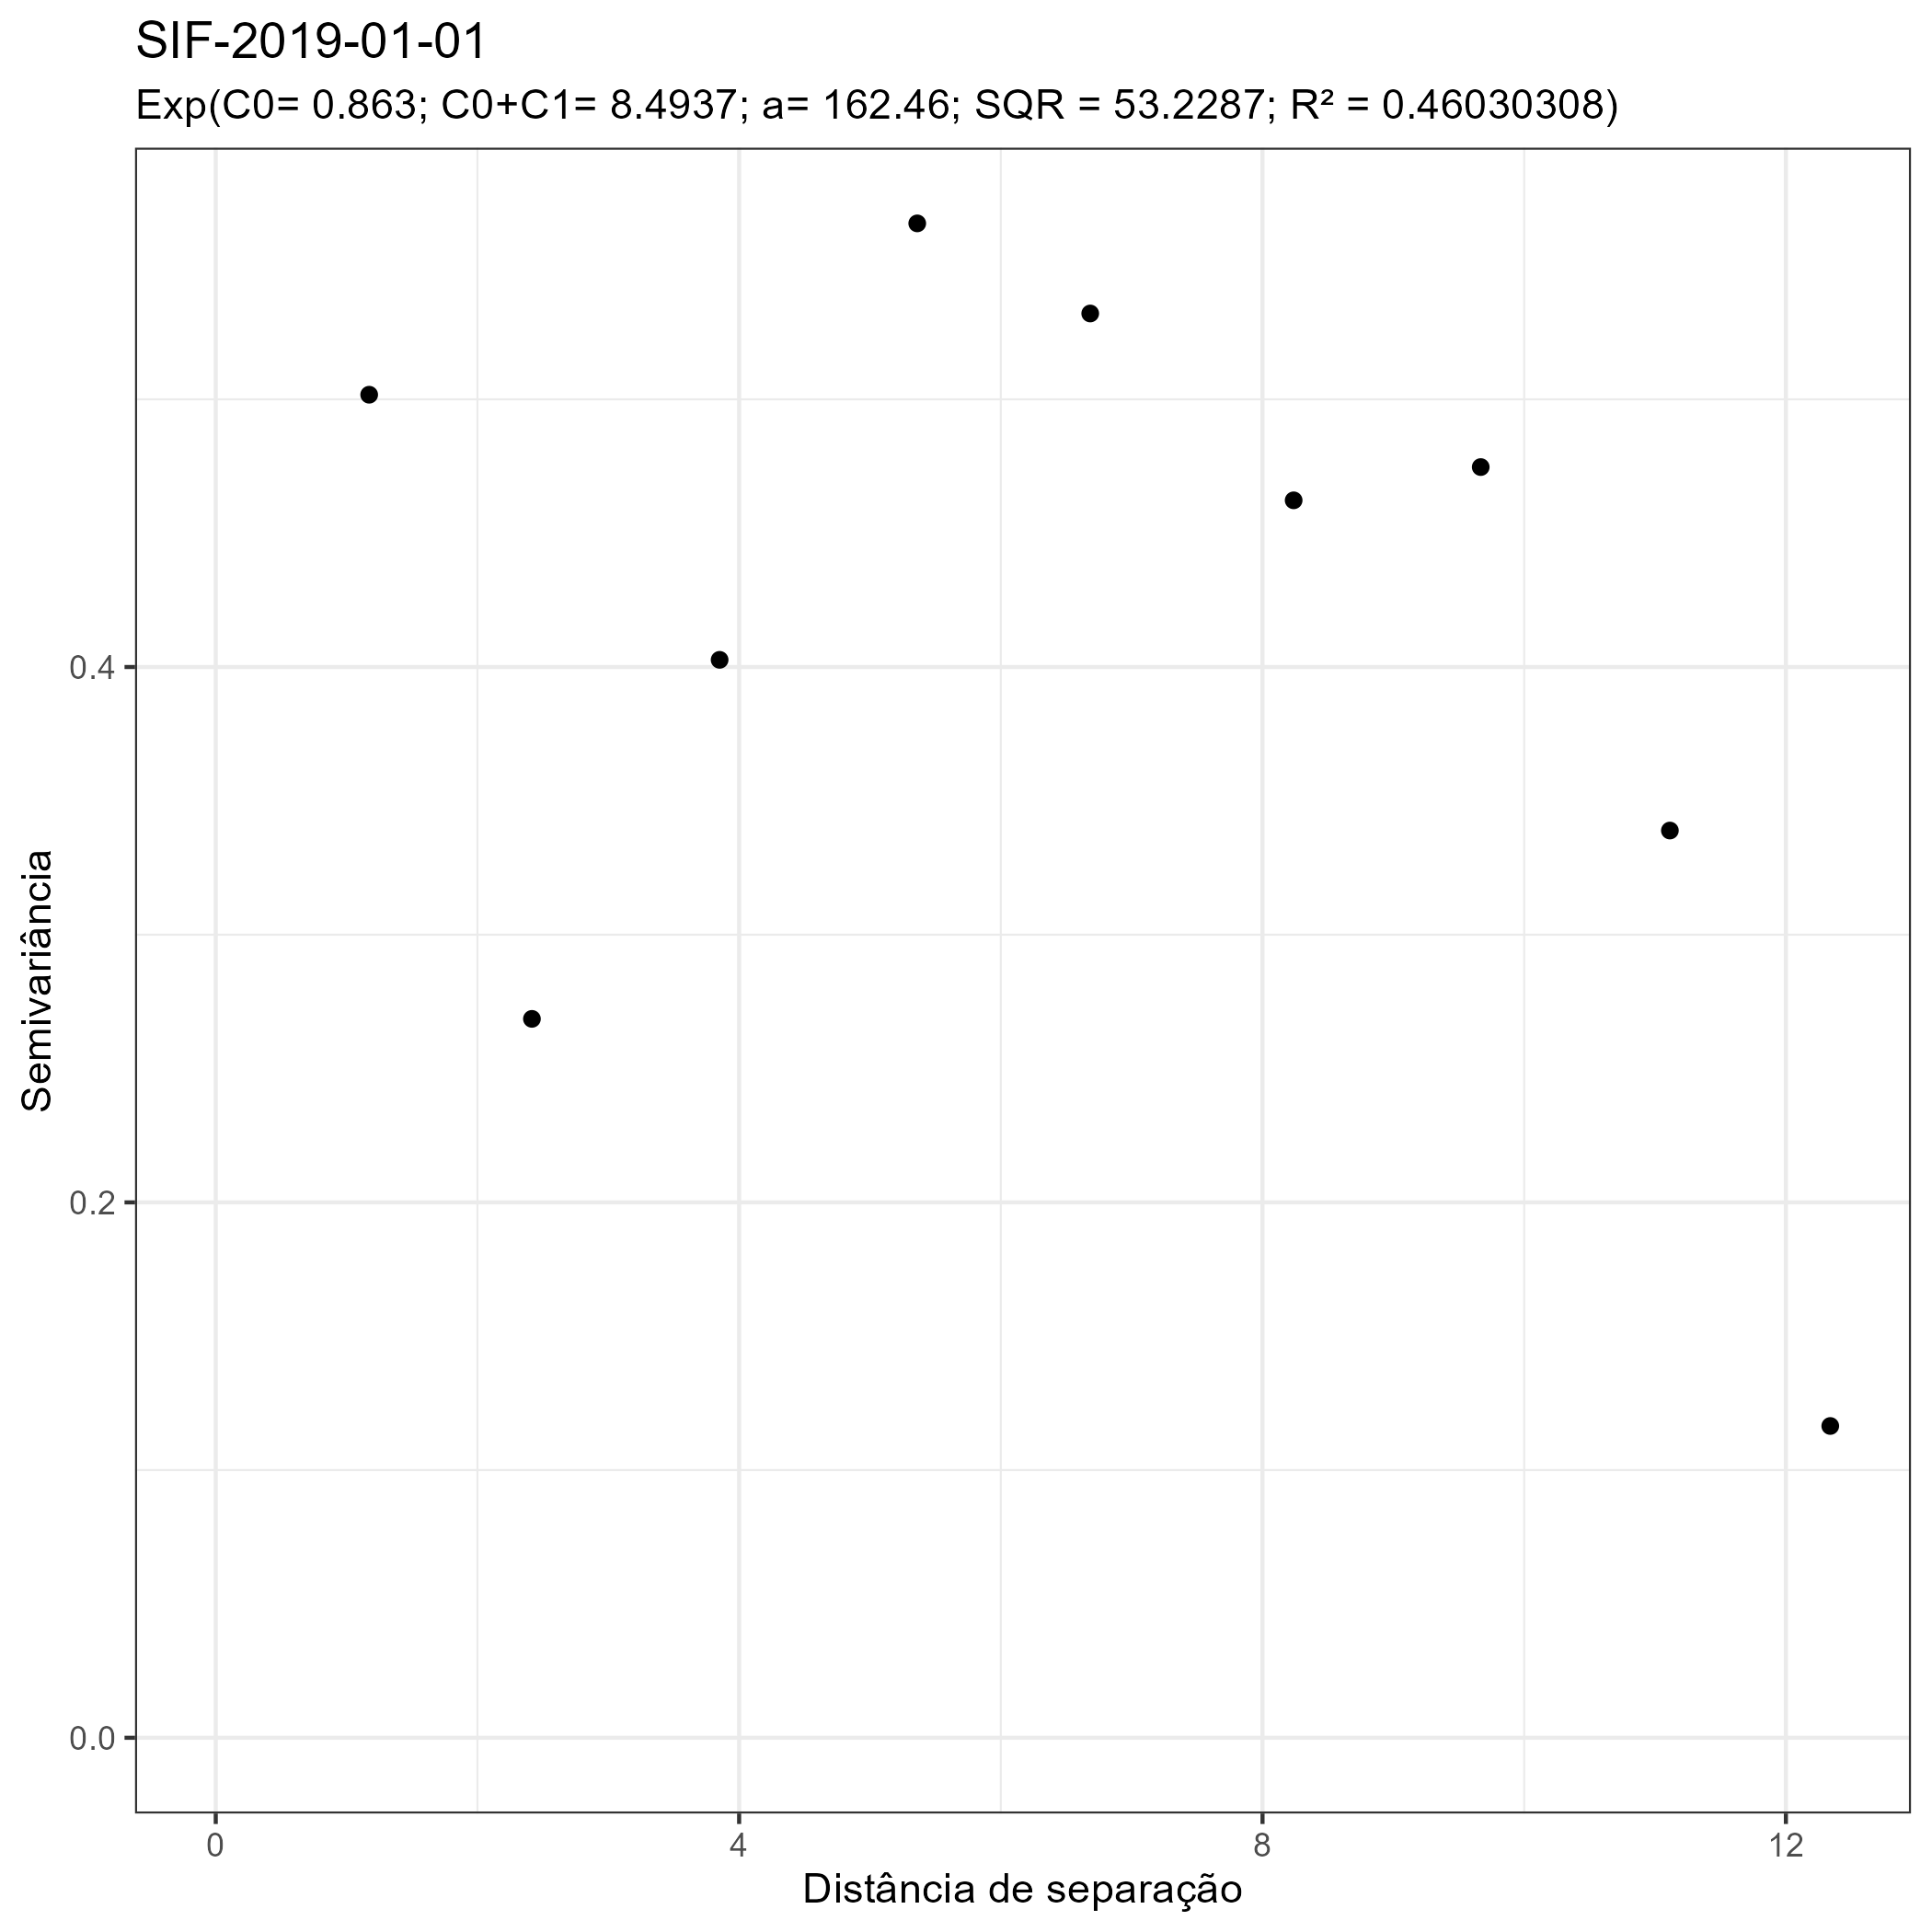 SIF-2019-01-01
Exp(C0= 0.863; C0+C1= 8.4937; a= 162.46; SQR = 53.2287; R² = 0.46030308)
Semivariância
0.4
0.2
0.0
0 4 8 12
Distância de separação